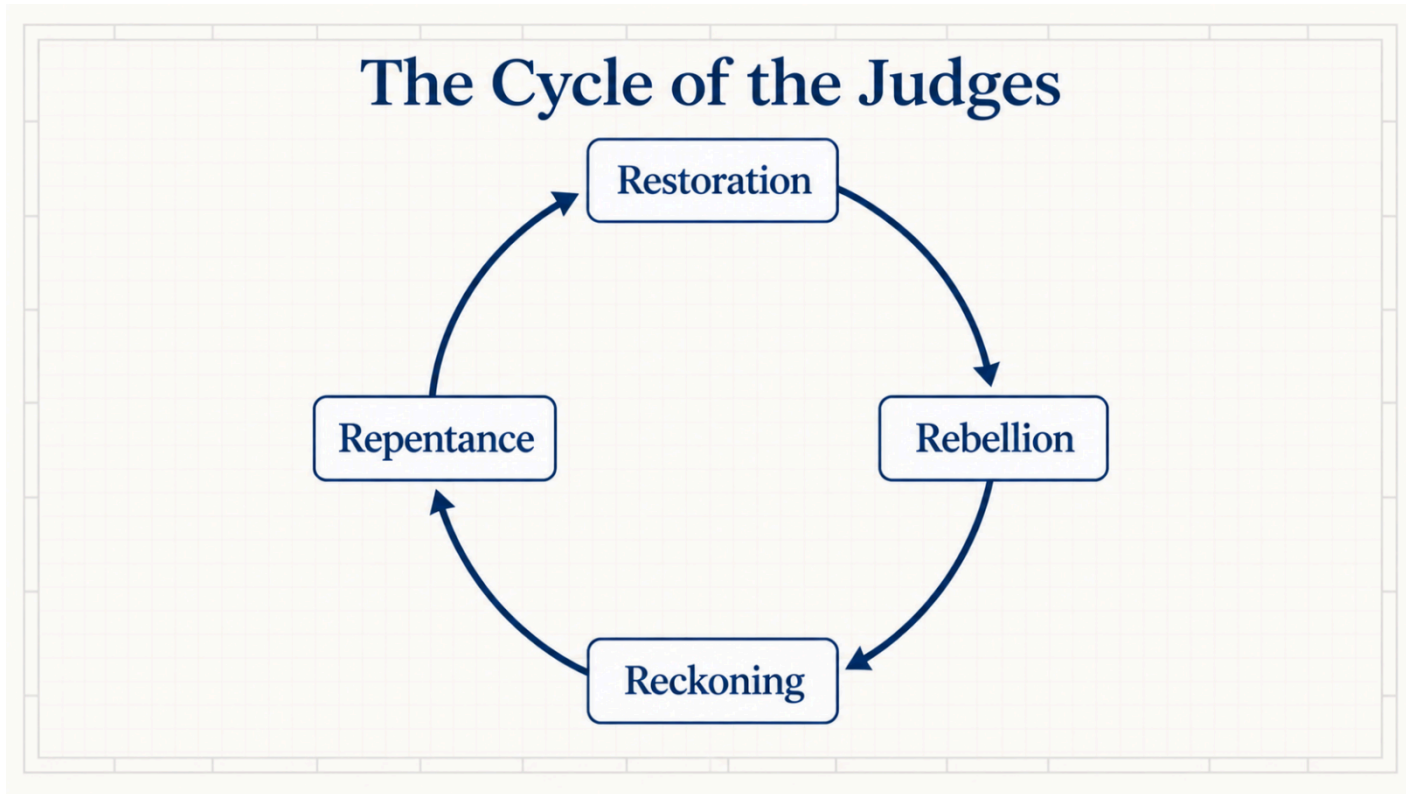 The Cycle of the Judges
Restoration
Repentance
Rebellion
Reckoning